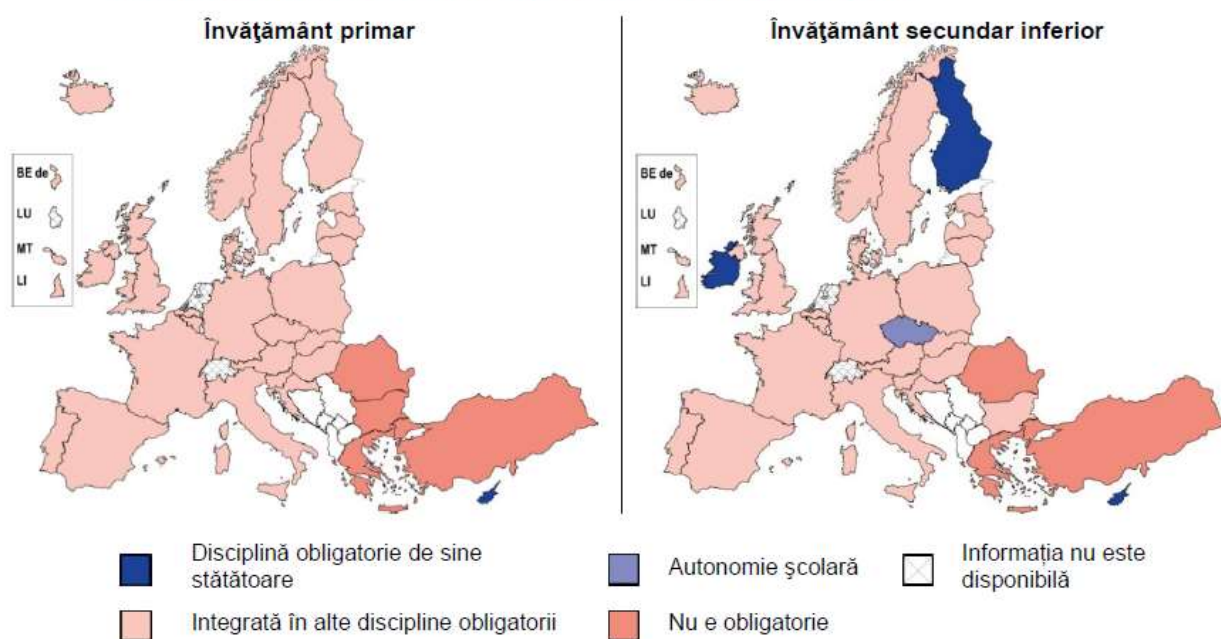 Învăţământ primar
Învăţământ secundar inferior
BE de
LU
MT
LI
BE de
LU
MT
LI
Disciplină obligatorie de sine
stătătoare
Autonomie şcolară
Informaţia nu este
disponibilă
Integrată în alte discipline obligatorii
Nu e obligatorie